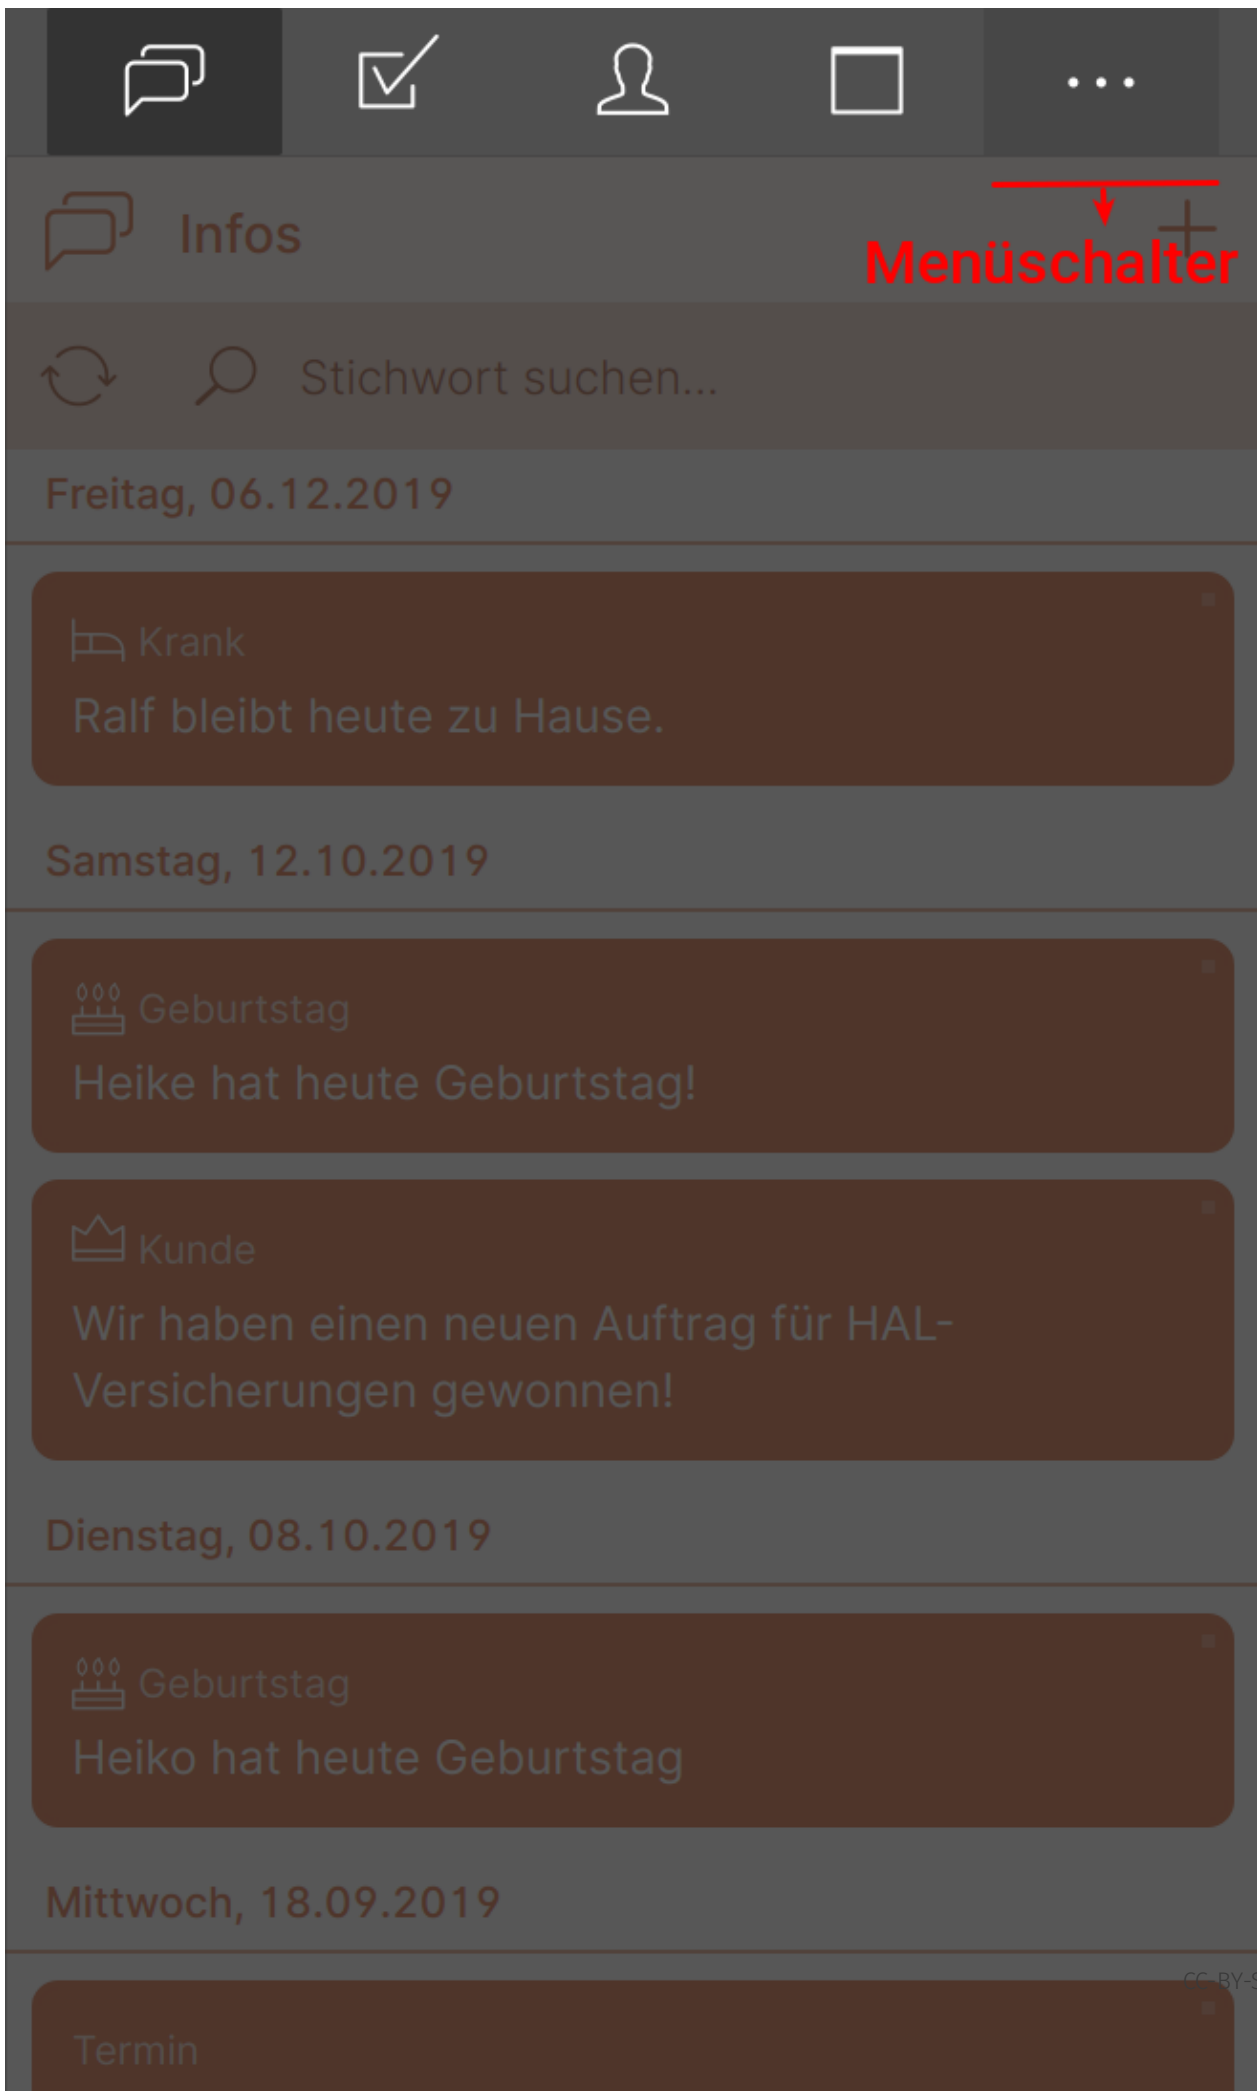 Infos
Menüschalter
Stichwort suchen...
Freitag, 06.12.2019
Krank
Ralf bleibt heute zu Hause.
Samstag, 12.10.2019
Geburtstag
Heike hat heute Geburtstag!
Kunde
Wir haben einen neuen Auftrag für HAL-
Versicherungen gewonnen!
Dienstag, 08.10.2019
Geburtstag
Heiko hat heute Geburtstag
Mittwoch, 18.09.2019
CC-BY-S
Termin